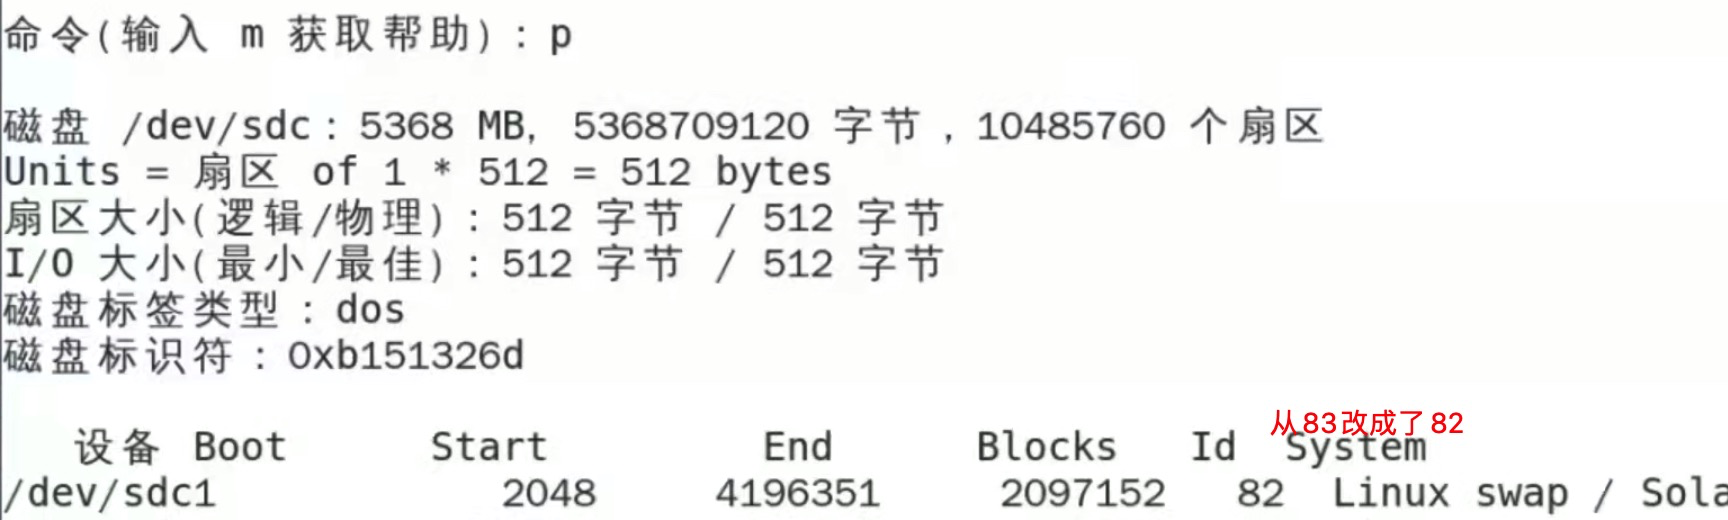 命令(输入 m 获取帮助)：p
磁盘 /dev/sdc：5368 MB, 5368709120 字节，10485760 个扇区
Units = 扇区 of 1 * 512 = 512 bytes
扇区大小(逻辑/物理)：512 字节 / 512 字节
I/O 大小(最小/最佳)：512 字节 / 512 字节
磁盘标签类型：dos
磁盘标识符：0xb151326d
从83改成了82
设备 Boot Start End Blocks Id System
/dev/sdc1 2048 4196351 2097152 82 Linux swap / Sola